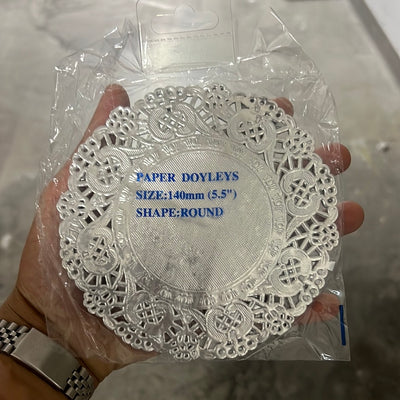 PAPER DOYLEYS
SIZE:140mm (5.5")
SHAPE:ROUND